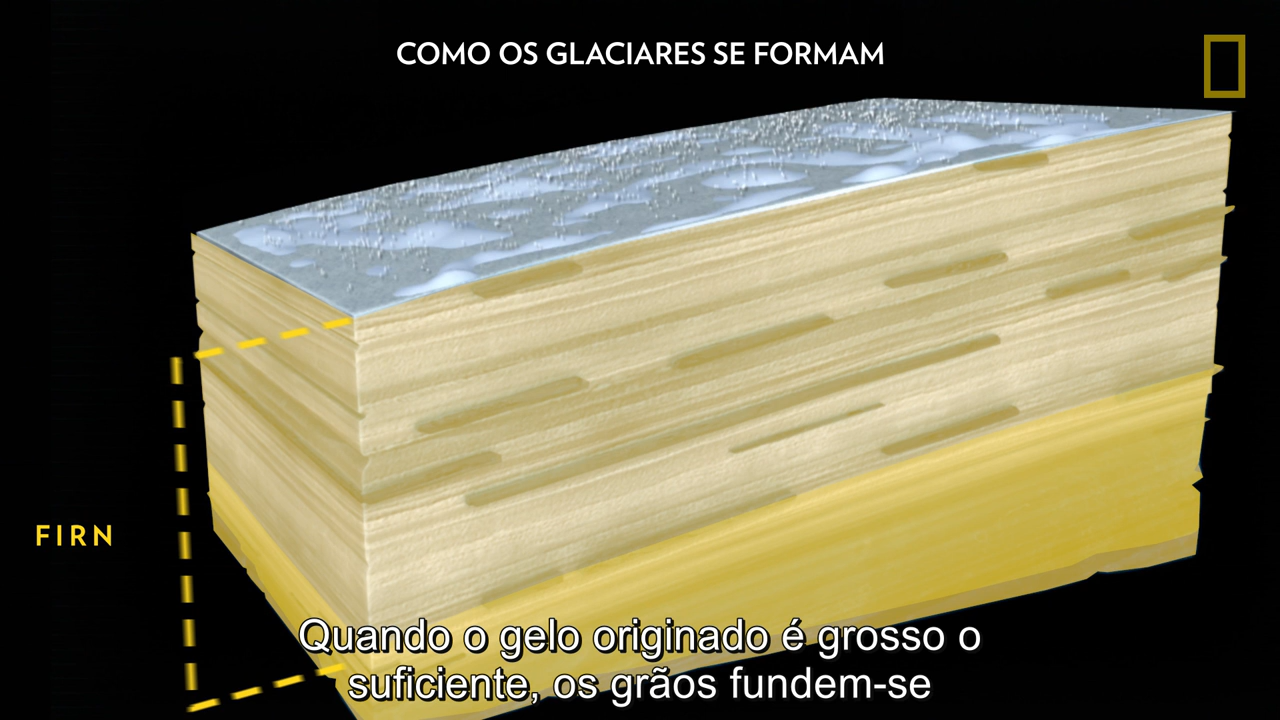 COMO OS GLACIARES SE FORMAM
FIRN
Quando o gelo originado é grosso o
suficiente, os grãos fundem-se